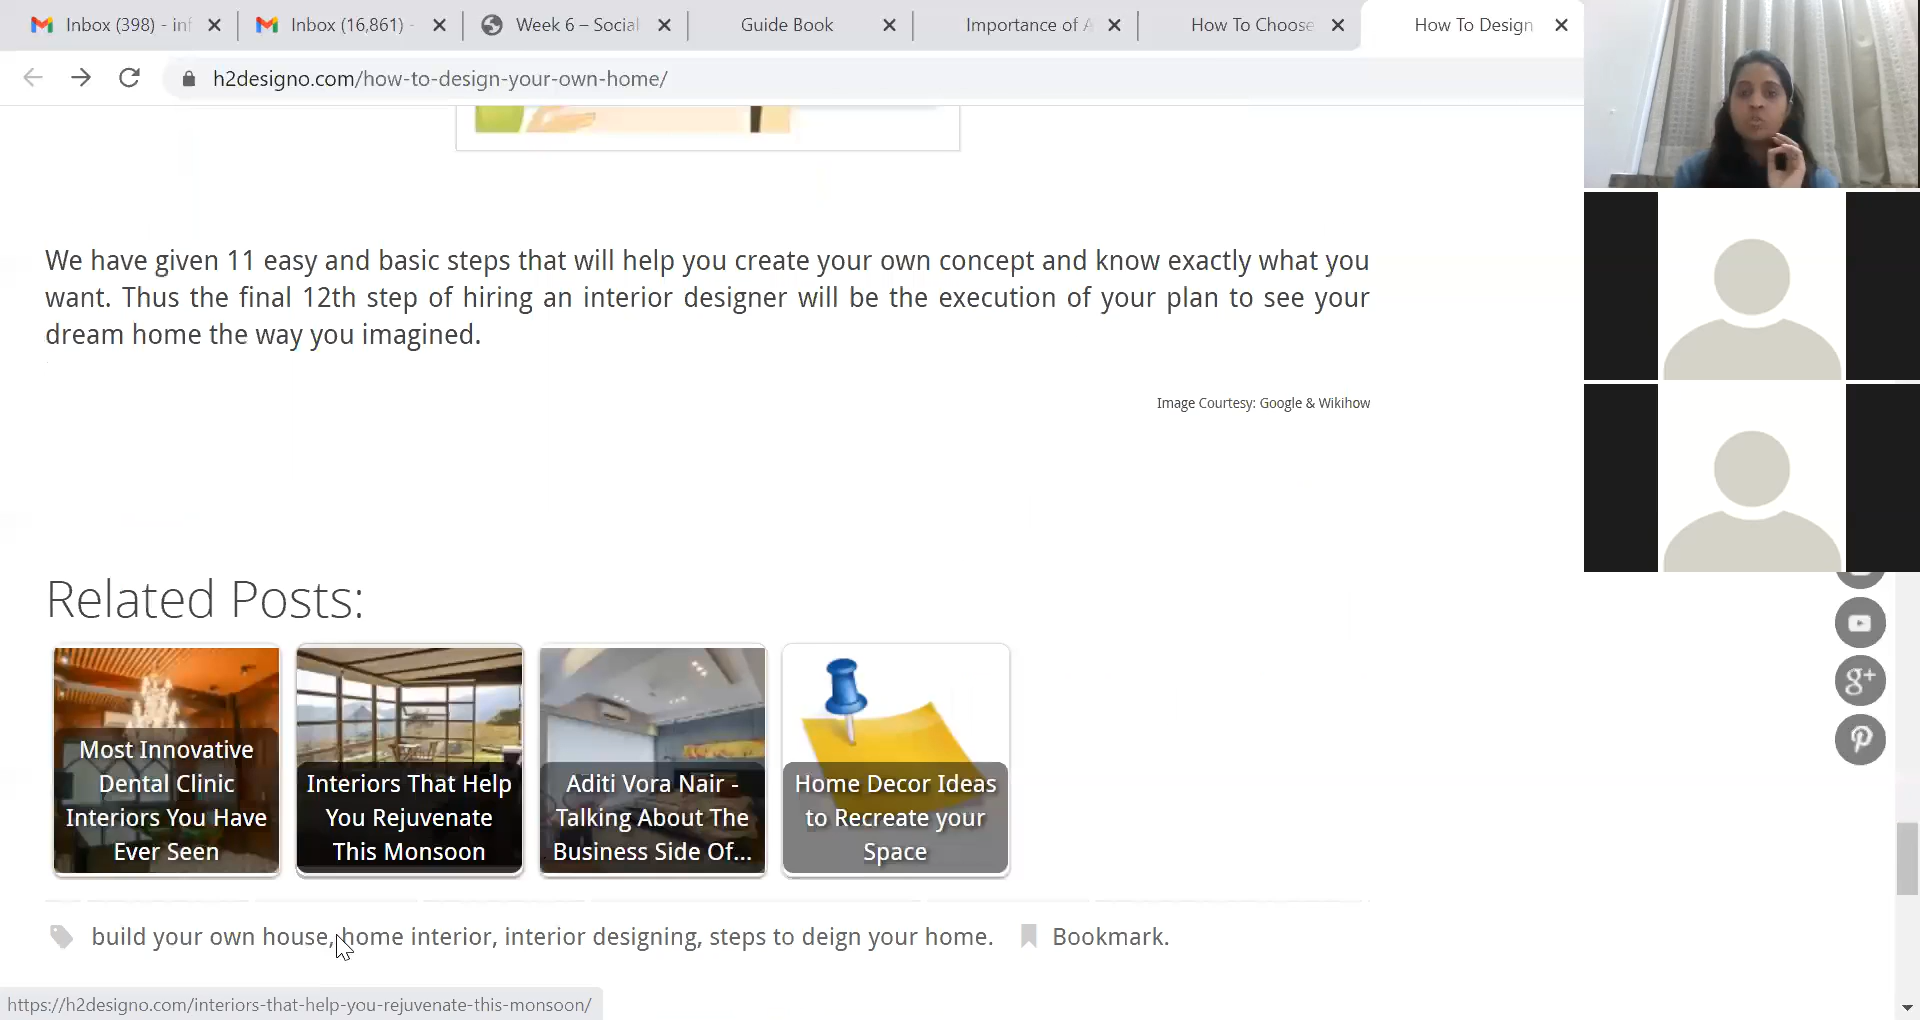 Inbox (398) - inf
Inbox (16,861) -
Week 6 – Social
Guide Book
Importance of A
How To Choose
How To Design
h2designo.com/how-to-design-your-own-home/
We have given 11 easy and basic steps that will help you create your own concept and know exactly what you
want. Thus the final 12th step of hiring an interior designer will be the execution of your plan to see your
dream home the way you imagined.
Image Courtesy: Google & Wikihow
Related Posts:
Most Innovative
Dental Clinic
Interiors You Have
Ever Seen
Interiors That Help
You Rejuvenate
This Monsoon
Aditi Vora Nair -
Talking About The
Business Side Of...
Home Decor Ideas
to Recreate your
Space
build your own house, home interior, interior designing, steps to deign your home.
Bookmark.
https://h2designo.com/interiors-that-help-you-rejuvenate-this-monsoon/
g+